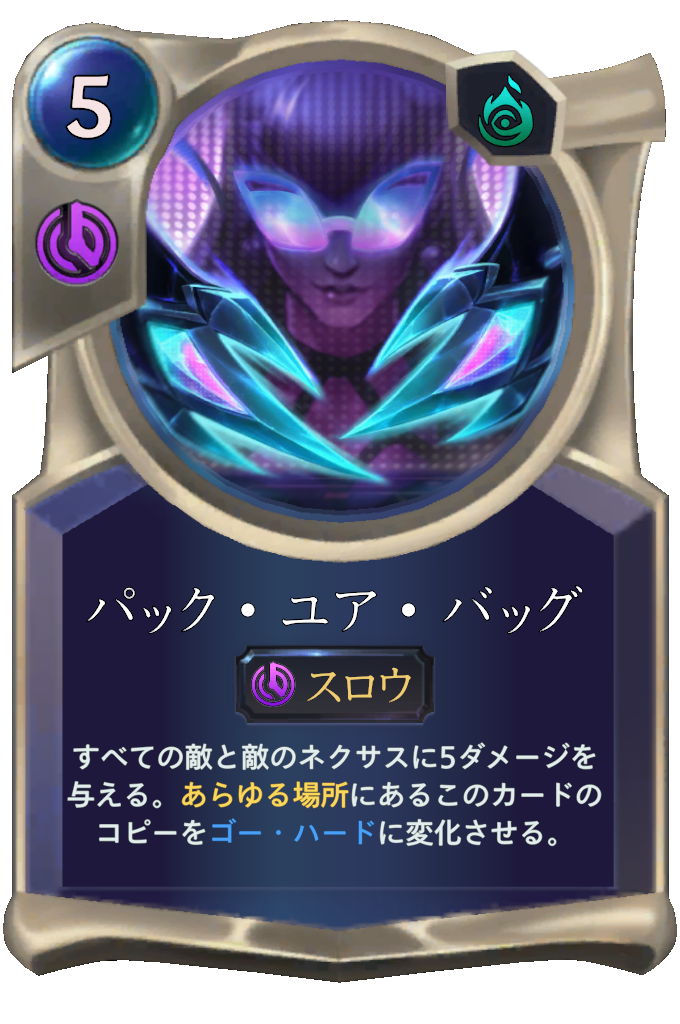 5
パック・ユア・バッグ
スロウ
すべての敵と敵のネクサスに5ダメージを
与える。あらゆる場所にあるこのカードの
コピーをゴー・ハードに変化させる。